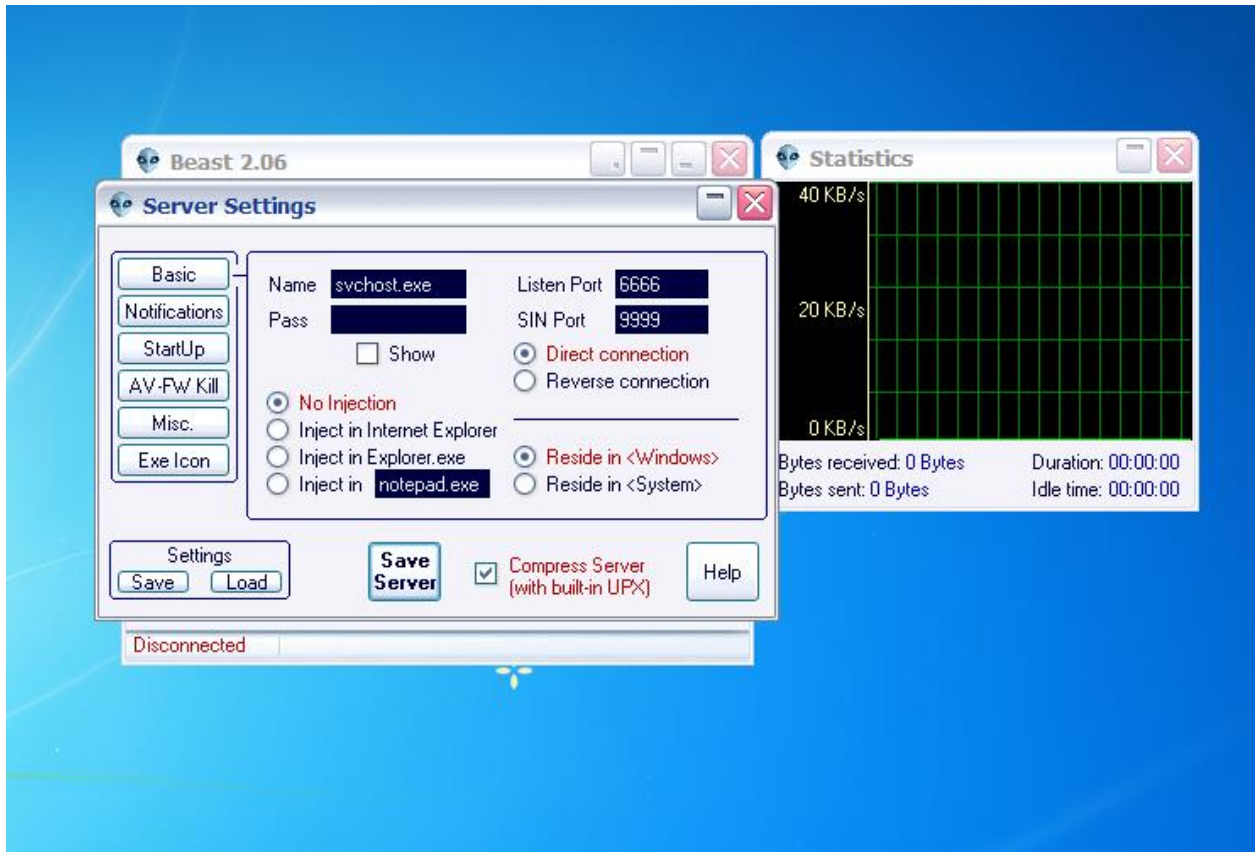 Beast 2.06
Statistics
Server Settings
40 KB/s
20 KB/s
0 KB/s
Basic
Notifications
StartUp
AV-FW Kill
Misc.
Exe Icon
Name svchost.exe
Pass
Show
No Injection
Inject in Internet Explorer
Inject in Explorer.exe
Inject in notepad.exe
Listen Port 6666
SIN Port 9999
Direct connection
Reverse connection
Reside in <Windows>
Reside in <System>
Bytes received: 0 Bytes Duration: 00:00:00
Bytes sent: 0 Bytes Idle time: 00:00:00
Settings
Save Load
Save
Server
Compress Server
(with built-in UPX)
Help
Disconnected